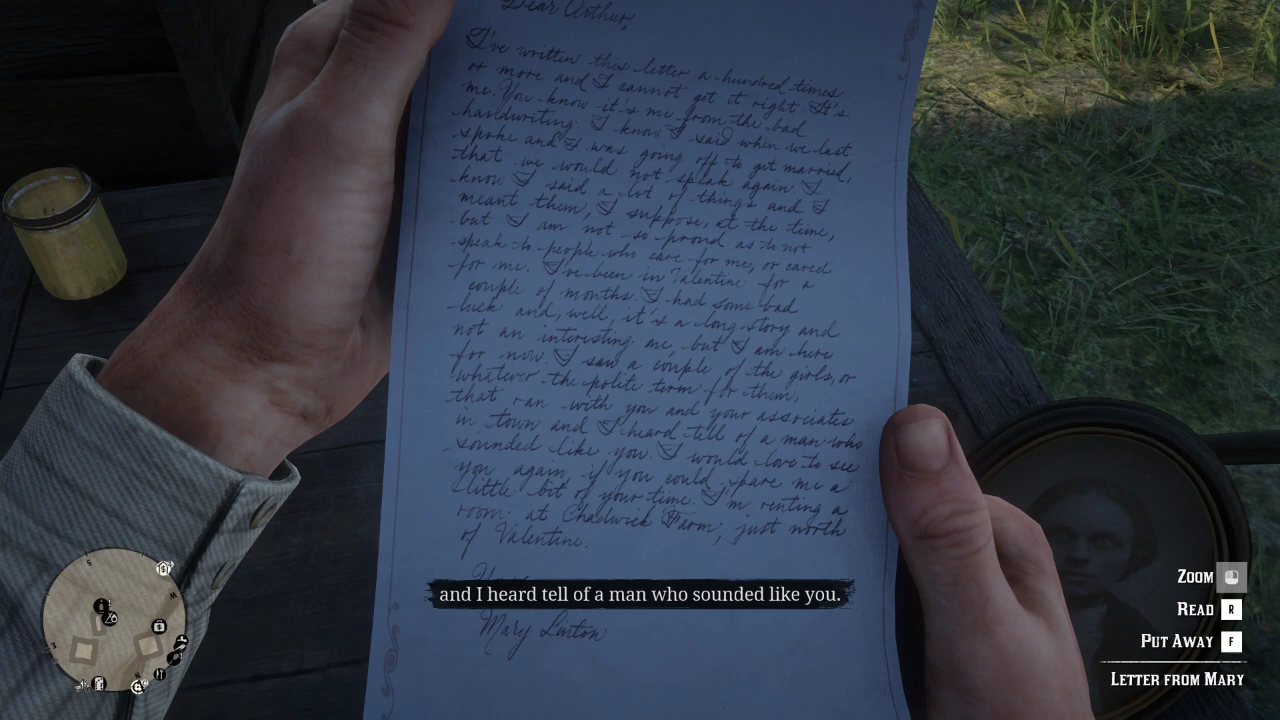 Dear Arthur,
I've written this letter a hundred times
or more and I cannot get it right. It's
me. You know it's me from the bad
handwriting. I know I said when we last
spoke and I was going off to get married,
that we would not speak again. I
know I said a lot of things and I
meant them, I suppose, at the time,
but I am not so proud as to not
speak to people who care for me, or cared
for me. I've been in Valentine for a
couple of months. I had some bad
luck and, well, it's a long story and
not an interesting me, but I am here
for now. I saw a couple of the girls, or
whatever the polite term for them,
that ran with you and your associates
in town and I heard tell of a man who
sounded like you. I would love to see
you again, if you could spare me a
little bit of your time. I'm renting a
room at Chadwick Farm, just north
of Valentine.
and I heard tell of a man who sounded like you.
Mary Linton
ZOOM
READ R
PUT AWAY F
LETTER FROM MARY